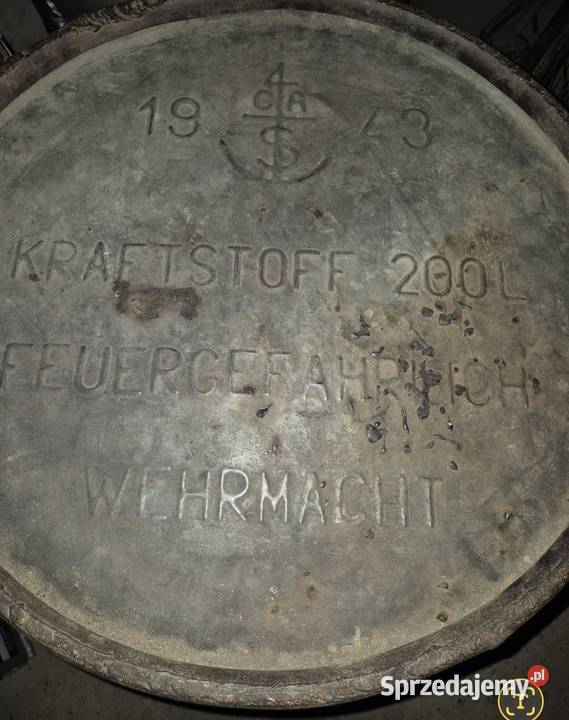 19 C A S 43
KRAFTSTOFF 200L
FEUERGEFÄHRLICH
WEHRMACHT
Sprzedajemy.pl